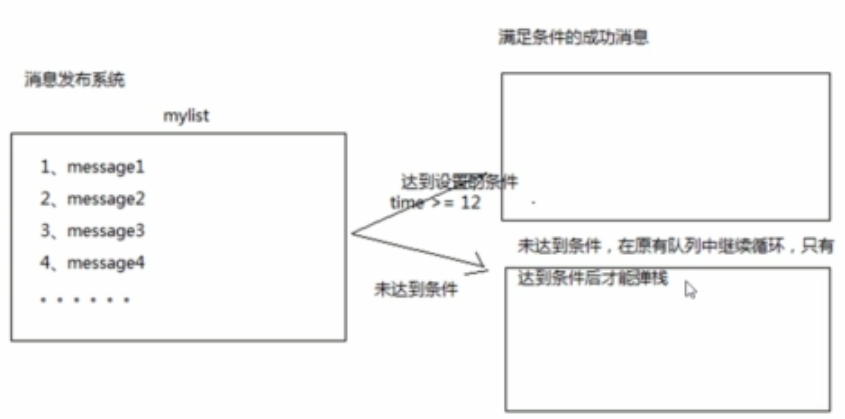 满足条件的成功消息
消息发布系统
mylist
1、message1
2、message2
3、message3
4、message4
。。。。。。
达到设置的条件
time >= 12
未达到条件
未达到条件，在原有队列中继续循环，只有
达到条件后才能弹栈